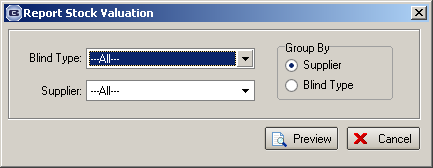 Report Stock Valuation
Blind Type: ---All---
Supplier: ---All---
Group By
Supplier
Blind Type
Preview
Cancel